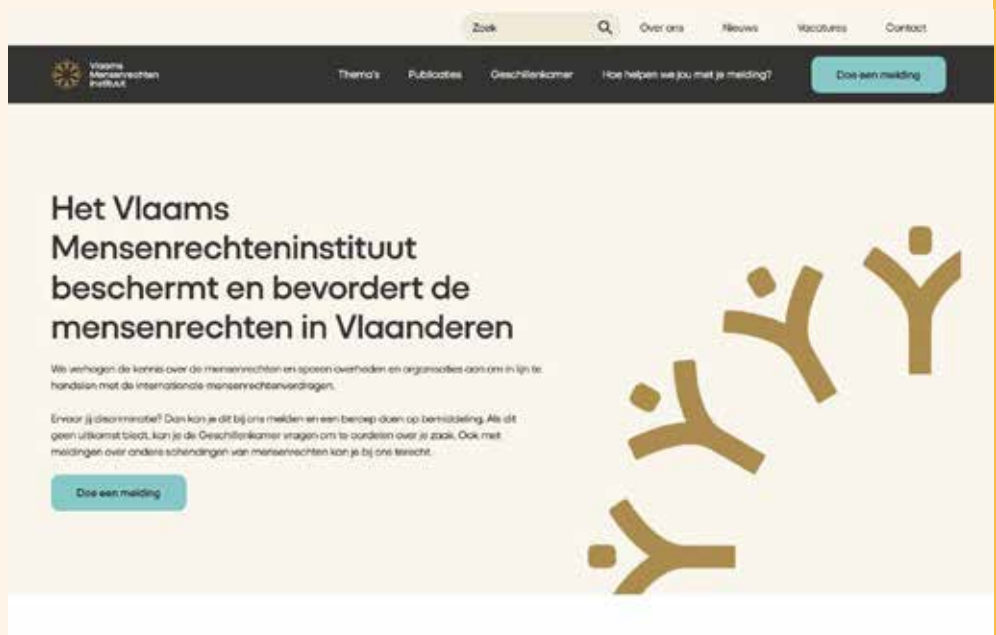 Zoek
Over ons
Nieuws
Vacatures
Contact
Vlaams
Mensenrechten
Instituut
Thema's
Publicaties
Geschillenkamer
Hoe helpen we jou met je melding?
Doe een melding
Het Vlaams
Mensenrechteninstituut
beschermt en bevordert de
mensenrechten in Vlaanderen
We verhogen de kennis over de mensenrechten en sporen overheden en organisaties aan om in lijn te
handelen met de internationale mensenrechtenverdragen.
Ervaar jij discriminatie? Dan kan je dit bij ons melden en een beroep doen op bemiddeling. Als dit
geen uitkomst biedt, kan je de Geschillenkamer vragen om te oordelen over je zaak. Ook met
meldingen over andere schendingen van mensenrechten kan je bij ons terecht.
Doe een melding